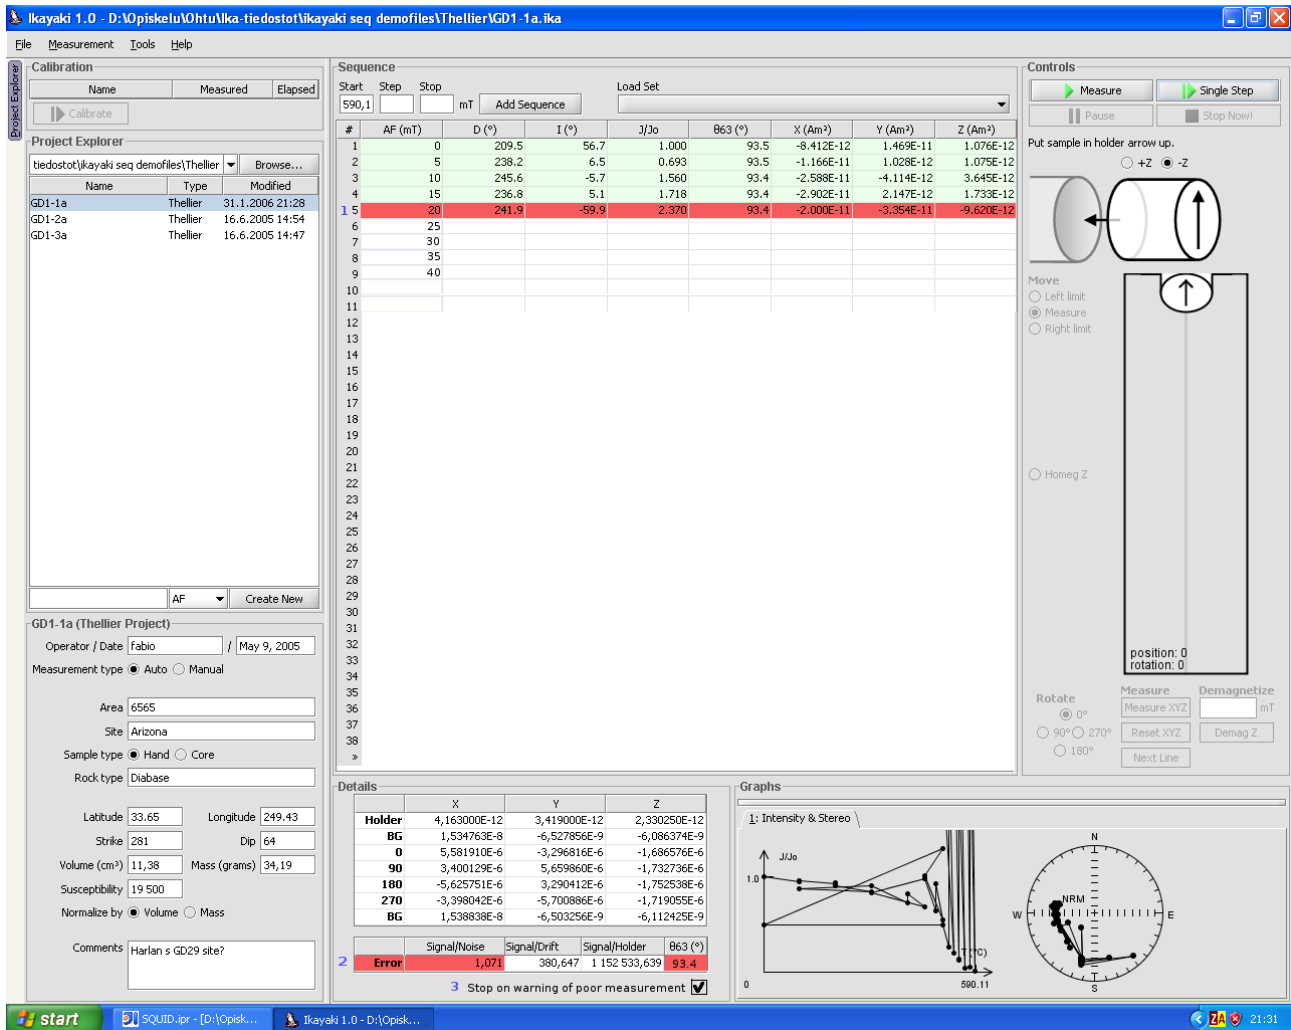 Ikayaki 1.0 - D:\Opiskelu\Ohtu\Ika-tiedostot\ikayaki seq demofiles\Thellier\GD1-1a.ika
File Measurement Tools Help
Project Explorer
Calibration
Name Measured Elapsed
Calibrate
Project Explorer
tiedostot\ikayaki seq demofiles\Thellier Browse...
Name Type Modified
GD1-1a Thellier 31.1.2006 21:28
GD1-2a Thellier 16.6.2005 14:54
GD1-3a Thellier 16.6.2005 14:47
AF Create New
GD1-1a (Thellier Project)
Operator / Date fabio / May 9, 2005
Measurement type Auto Manual
Area 6565
Site Arizona
Sample type Hand Core
Rock type Diabase
Latitude 33.65 Longitude 249.43
Strike 281 Dip 64
Volume (cm³) 11,38 Mass (grams) 34,19
Susceptibility 19 500
Normalize by Volume Mass
Comments Harlan s GD29 site?
Sequence
Start Step Stop Load Set
590,1 mT Add Sequence
# AF (mT) D (°) I (°) J/Jo θ63 (°) X (Am²) Y (Am²) Z (Am²)
1 0 209.5 56.7 1.000 93.5 -8.412E-12 1.469E-11 1.076E-12
2 5 238.2 6.5 0.693 93.5 -1.166E-11 1.028E-12 1.075E-12
3 10 245.6 -5.7 1.560 93.4 -2.588E-11 -4.114E-12 3.645E-12
4 15 236.8 5.1 1.718 93.4 -2.902E-11 2.147E-12 1.733E-12
1 5 20 241.9 -59.9 2.370 93.4 -2.000E-11 -3.354E-11 -9.620E-12
6 25
7 30
8 35
9 40
10
11
12
13
14
15
16
17
18
19
20
21
22
23
24
25
26
27
28
29
30
31
32
33
34
35
36
37
38
»
Details
X Y Z
Holder 4,163000E-12 3,419000E-12 2,330250E-12
BG 1,534763E-8 -6,527856E-9 -6,086374E-9
0 5,581910E-6 -3,296816E-6 -1,686576E-6
90 3,400129E-6 5,659860E-6 -1,732736E-6
180 -5,625751E-6 3,290412E-6 -1,752538E-6
270 -3,398042E-6 -5,700886E-6 -1,719055E-6
BG 1,538838E-8 -6,503256E-9 -6,112425E-9
Signal/Noise Signal/Drift Signal/Holder θ63 (°)
2 Error 1,071 380,647 1 152 533,639 93.4
3 Stop on warning of poor measurement
Controls
Measure Single Step
Pause Stop Now!
Put sample in holder arrow up.
+Z -Z
Move
Left limit
Measure
Right limit
Homeg Z
position: 0
rotation: 0
Rotate Measure Demagnetize
0° Measure XYZ mT
90° 270° Reset XYZ Demag Z
180° Next Line
Graphs
1: Intensity & Stereo
J/Jo
1.0
T (°C)
0 590.11
N
NRM
W E
S
start SQUID.ipr - [D:\Opisk... Ikayaki 1.0 - D:\Opisk... ZA 21:31